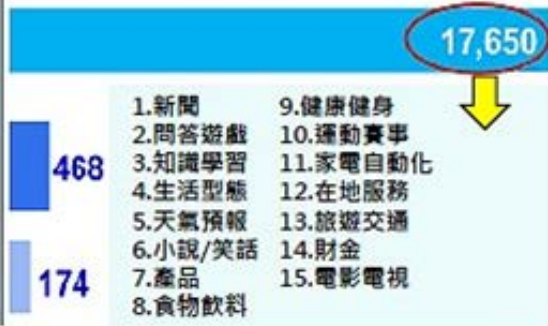 17,650
468
174
1.新聞
2.問答遊戲
3.知識學習
4.生活型態
5.天氣預報
6.小說/笑話
7.產品
8.食物飲料
9.健康健身
10.運動賽事
11.家電自動化
12.在地服務
13.旅遊交通
14.財金
15.電影電視